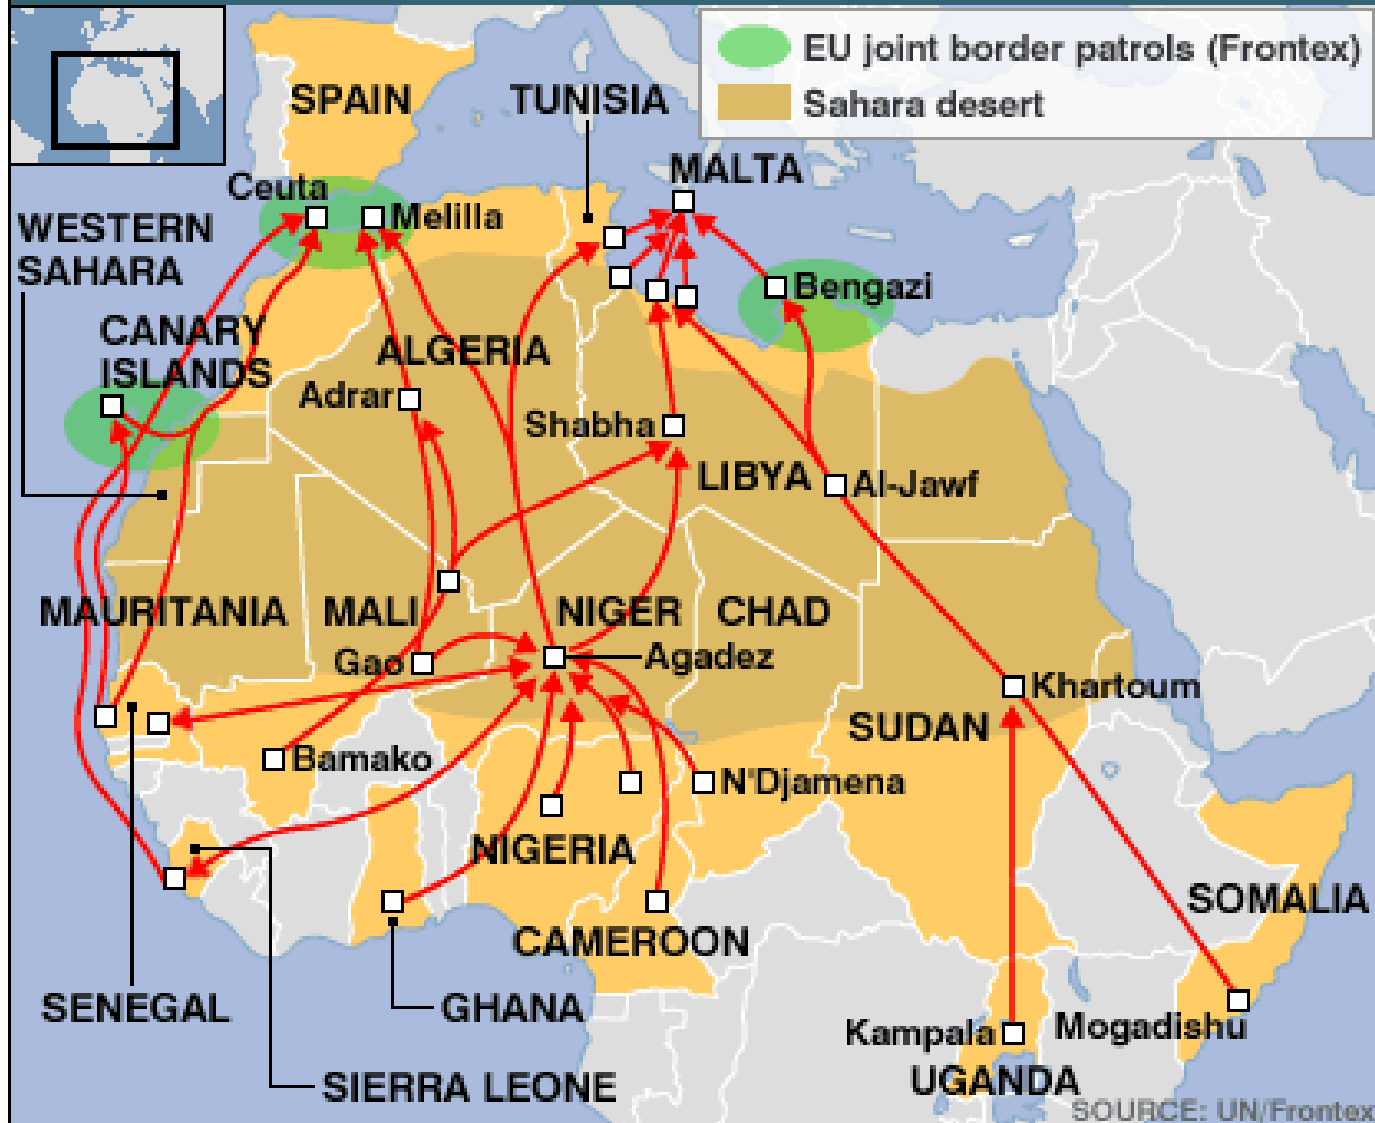 EU joint border patrols (Frontex)
Sahara desert
SPAIN
TUNISIA
MALTA
Ceuta
Melilla
WESTERN
SAHARA
Bengazi
CANARY
ISLANDS
ALGERIA
Adrar
Shabha
LIBYA
Al-Jawf
MAURITANIA
MALI
NIGER
CHAD
Gao
Agadez
Khartoum
SUDAN
Bamako
N'Djamena
NIGERIA
SOMALIA
CAMEROON
SENEGAL
GHANA
Kampala
Mogadishu
SIERRA LEONE
UGANDA
SOURCE: UN/Frontex